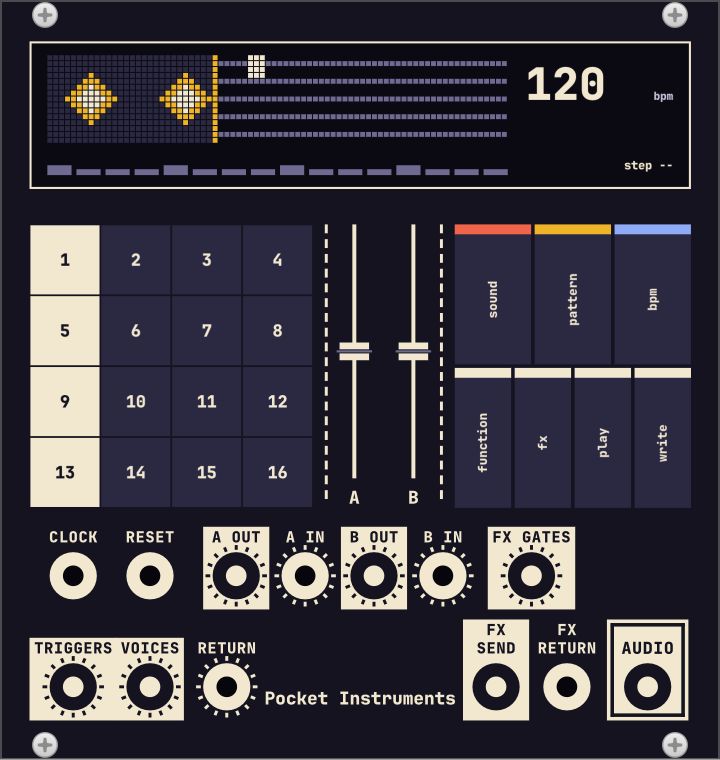 120 bpm
step --
1 2 3 4
5 6 7 8
9 10 11 12
13 14 15 16
A B
sound pattern bpm
function fx play write
CLOCK RESET A OUT A IN B OUT B IN FX GATES
TRIGGERS VOICES RETURN
Pocket Instruments
FX SEND
FX RETURN
AUDIO